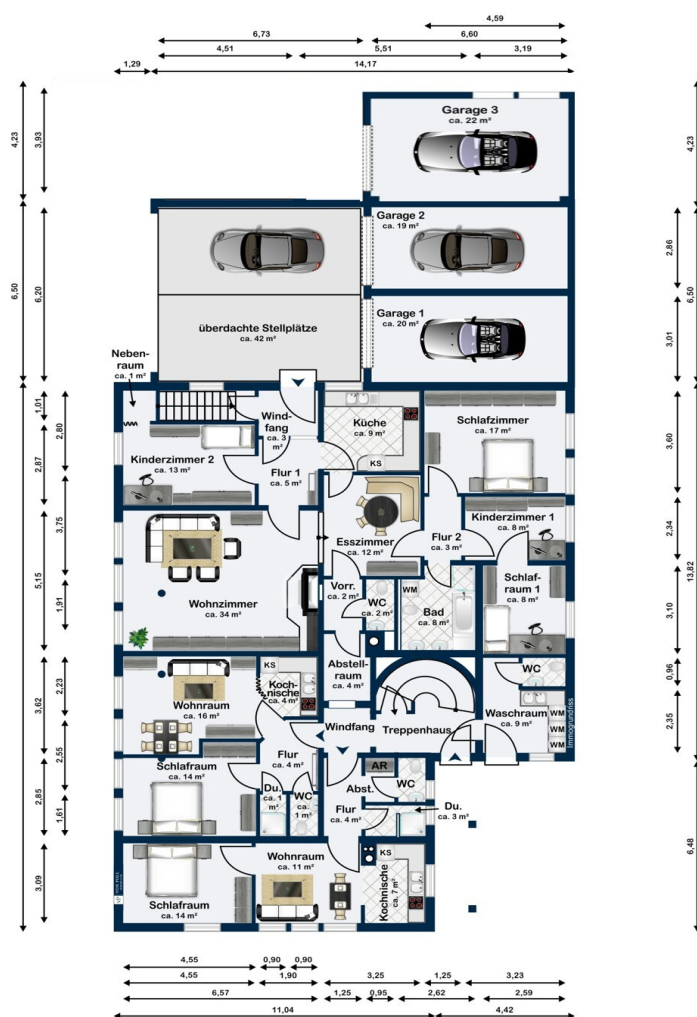 4,59
6,73
6,60
4,51
5,51
3,19
1,29
14,17
4,23
3,93
4,23
Garage 3
ca. 22 m²
6,50
6,20
2,86
6,50
3,01
Garage 2
ca. 19 m²
überdachte Stellplätze
ca. 42 m²
Garage 1
ca. 20 m²
Neben-
raum
ca. 1 m²
1,01
2,80
2,87
3,75
5,15
1,91
3,62
2,23
2,55
2,85
1,61
3,09
3,60
2,34
13,82
3,10
0,96
2,35
6,48
Wind-
fang
ca. 3
m²
Küche
ca. 9 m²
KS
Schlafzimmer
ca. 17 m²
Kinderzimmer 2
ca. 13 m²
Flur 1
ca. 5 m²
Esszimmer
ca. 12 m²
Flur 2
ca. 3 m²
Kinderzimmer 1
ca. 8 m²
Wohnzimmer
ca. 34 m²
Vorr.
ca. 2 m²
WC
ca. 2 m²
WM
Bad
ca. 8 m²
Schlaf-
raum 1
ca. 8 m²
Abstell-
raum
ca. 4 m²
KS
Koch-
nische
ca. 4 m²
Wohnraum
ca. 16 m²
Windfang
Treppenhaus
WC
Waschraum
ca. 9 m²
WM
WM
WM
Immogrundriss
Schlafraum
ca. 14 m²
Flur
ca. 4 m²
Du.
ca. 1
m²
WC
ca. 1
m²
AR
Abst.
WC
Flur
ca. 4 m²
Du.
ca. 3 m²
Wohnraum
ca. 11 m²
KS
Kochnische
ca. 7 m²
Schlafraum
ca. 14 m²
4,55
0,90
0,90
4,55
1,90
3,25
1,25
3,23
6,57
1,25
0,95
2,62
2,59
11,04
4,42